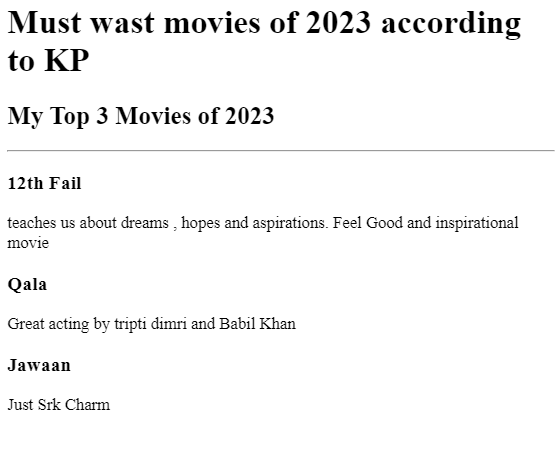 Must wast movies of 2023 according
to KP
My Top 3 Movies of 2023
12th Fail
teaches us about dreams , hopes and aspirations. Feel Good and inspirational
movie
Qala
Great acting by tripti dimri and Babil Khan
Jawaan
Just Srk Charm